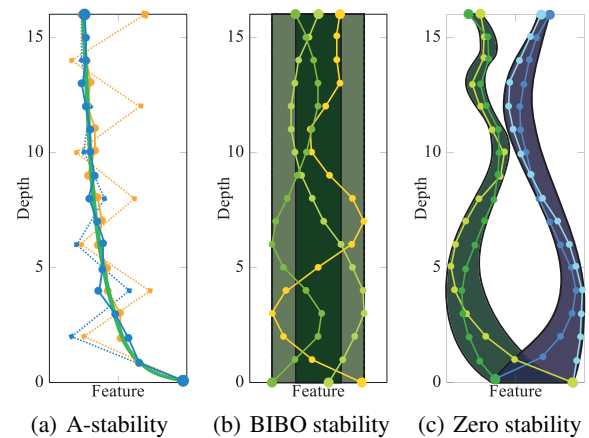 15
10
5
0
Depth
Feature
15
10
5
0
Depth
Feature
15
10
5
0
Depth
Feature
(a) A-stability
(b) BIBO stability
(c) Zero stability